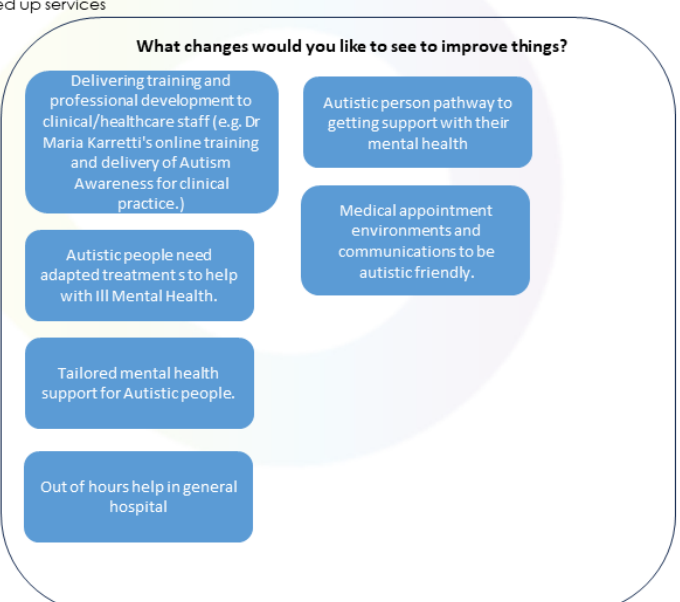 ed up services
What changes would you like to see to improve things?
Delivering training and
professional development to
clinical/healthcare staff (e.g. Dr
Maria Karretti's online training
and delivery of Autism
Awareness for clinical
practice.)
Autistic people need
adapted treatment s to help
with Ill Mental Health.
Tailored mental health
support for Autistic people.
Out of hours help in general
hospital
Autistic person pathway to
getting support with their
mental health
Medical appointment
environments and
communications to be
autistic friendly.